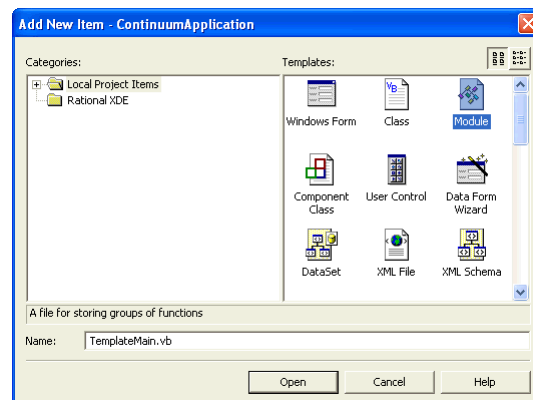 Add New Item - ContinuumApplication
Categories:
Templates:
Local Project Items
Rational XDE
Windows Form
Class
Module
Component Class
User Control
Data Form Wizard
DataSet
XML File
XML Schema
A file for storing groups of functions
Name:
TemplateMain.vb
Open
Cancel
Help